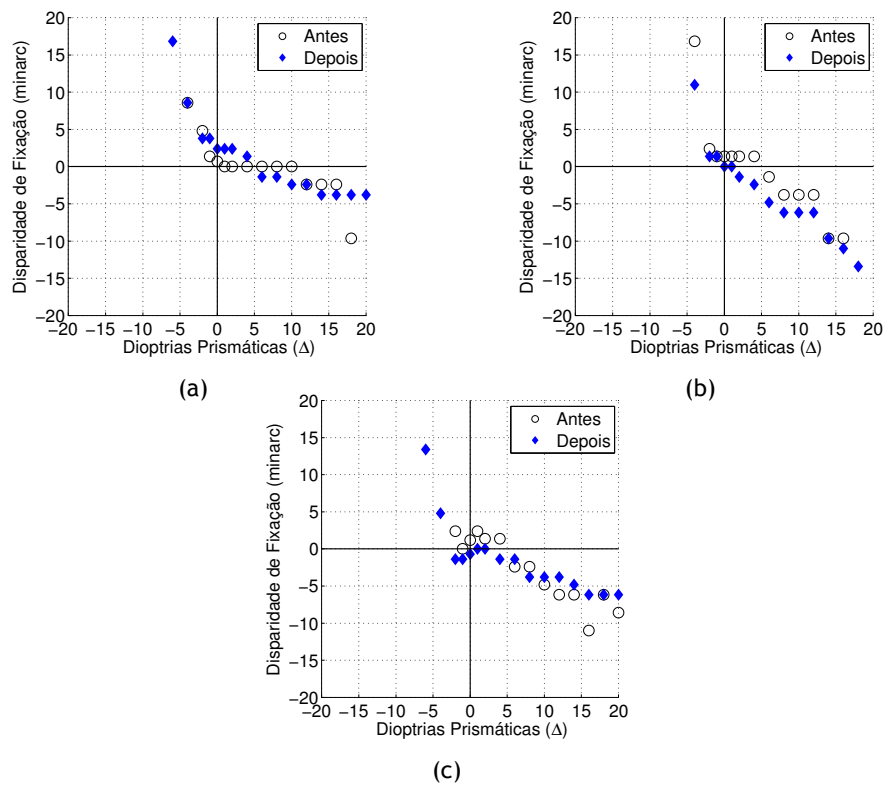 20
15
10
5
0
−5
−10
−15
−20
−20 −15 −10 −5 0 5 10 15 20
Disparidade de Fixação (minarc)
Dioptrias Prismáticas (Δ)
Antes
Depois
(a)
20
15
10
5
0
−5
−10
−15
−20
−20 −15 −10 −5 0 5 10 15 20
Disparidade de Fixação (minarc)
Dioptrias Prismáticas (Δ)
Antes
Depois
(b)
20
15
10
5
0
−5
−10
−15
−20
−20 −15 −10 −5 0 5 10 15 20
Disparidade de Fixação (minarc)
Dioptrias Prismáticas (Δ)
Antes
Depois
(c)